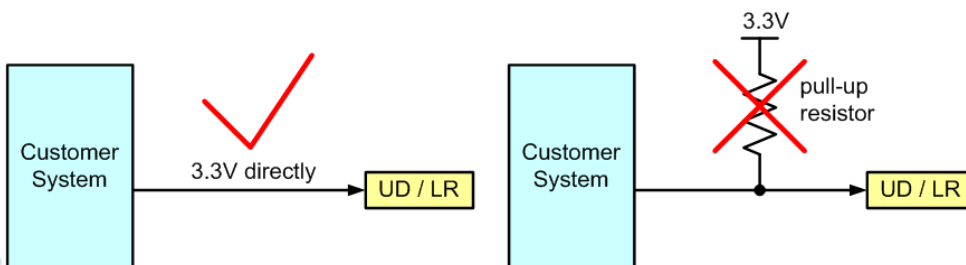 Customer
System
3.3V directly
UD / LR
Customer
System
3.3V
pull-up
resistor
UD / LR